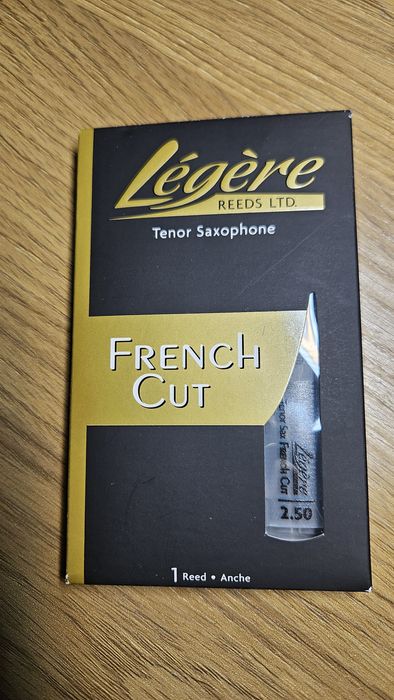 Légère
REEDS LTD.
Tenor Saxophone
FRENCH
CUT
Légère
Tenor Sax French Cut
2.50
1 Reed • Anche